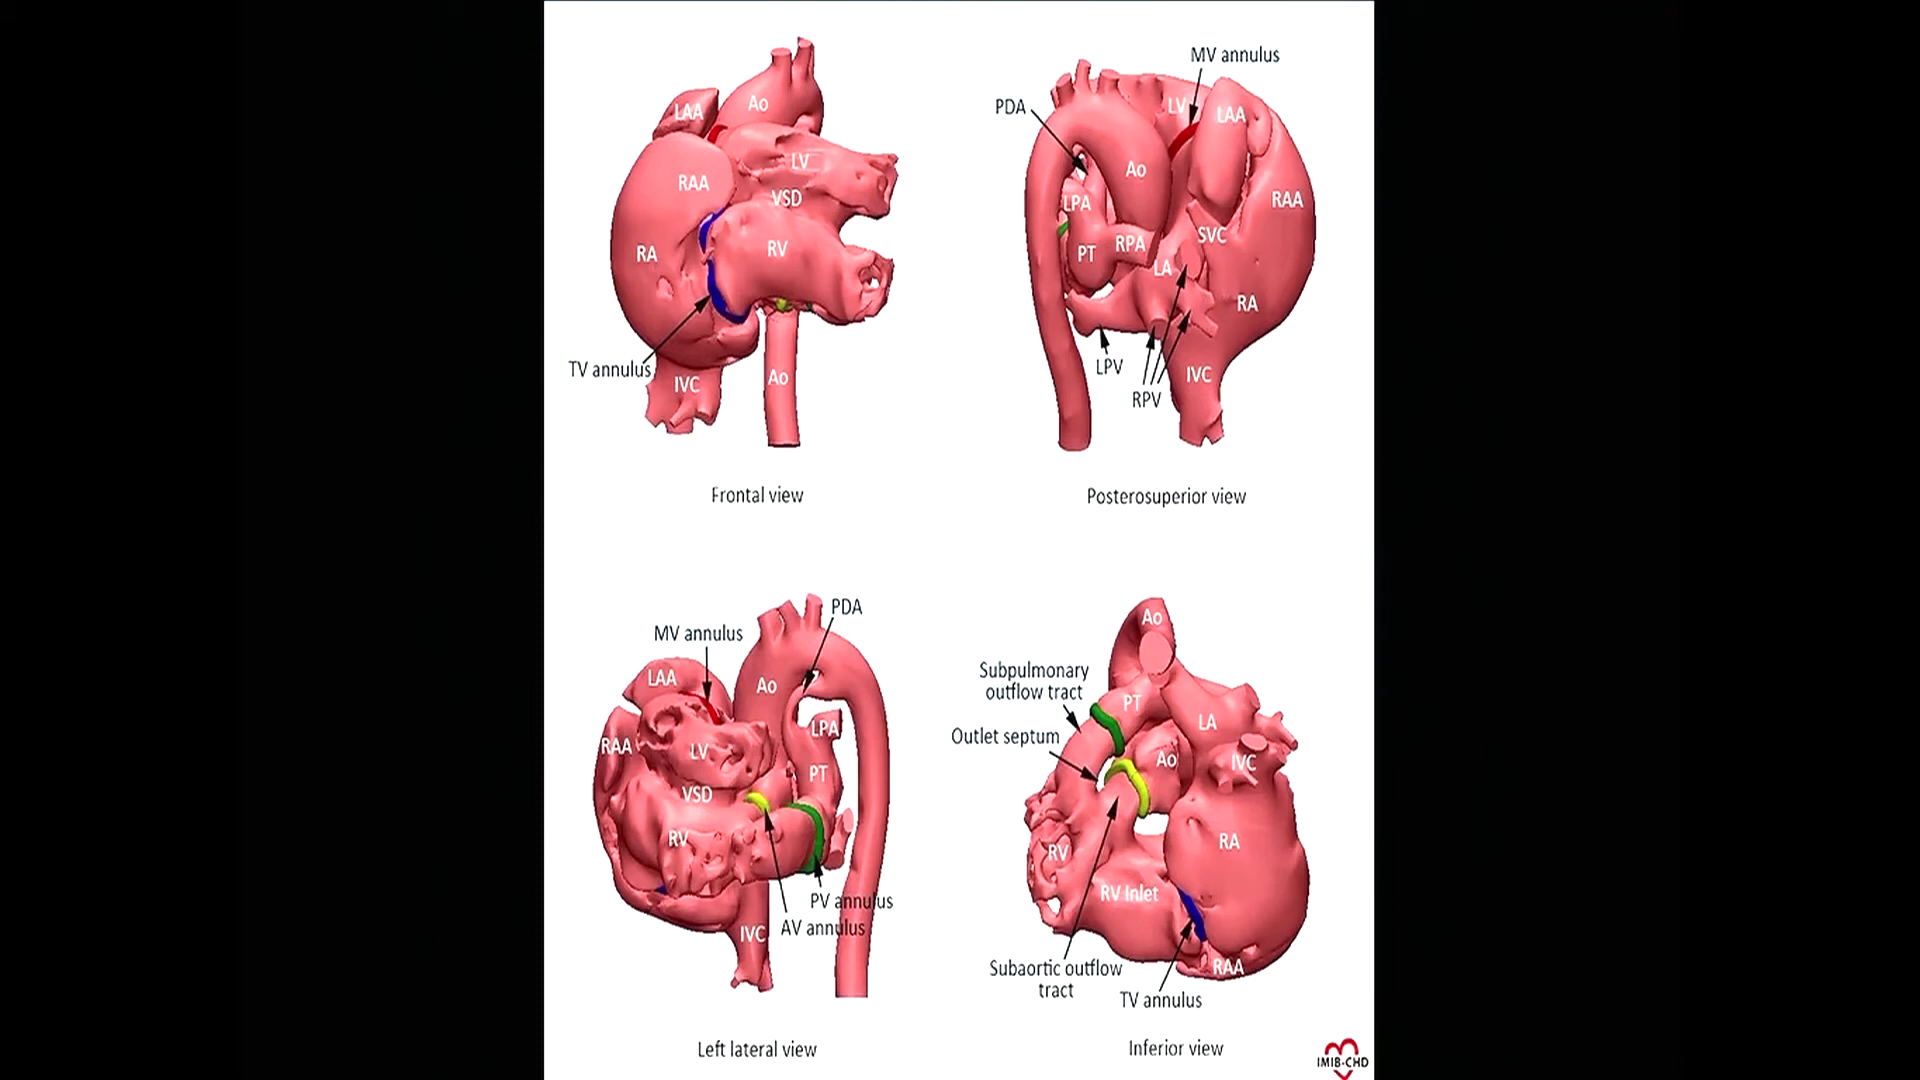 LAA
Ao
LV
RAA
VSD
RV
RA
TV annulus
IVC
Ao
Frontal view
MV annulus
PDA
LV
LAA
Ao
RAA
LPA
SVC
RPA
PT
LA
RA
LPV
IVC
RPV
Posterosuperior view
PDA
MV annulus
LAA
Ao
LPA
RAA
LV
PT
VSD
RV
PV annulus
AV annulus
IVC
Left lateral view
Ao
Subpulmonary
outflow tract
PT
LA
Outlet septum
Ao
IVC
RA
RV
RV Inlet
Subaortic outflow
tract
RAA
TV annulus
Inferior view
IMIB-CHD